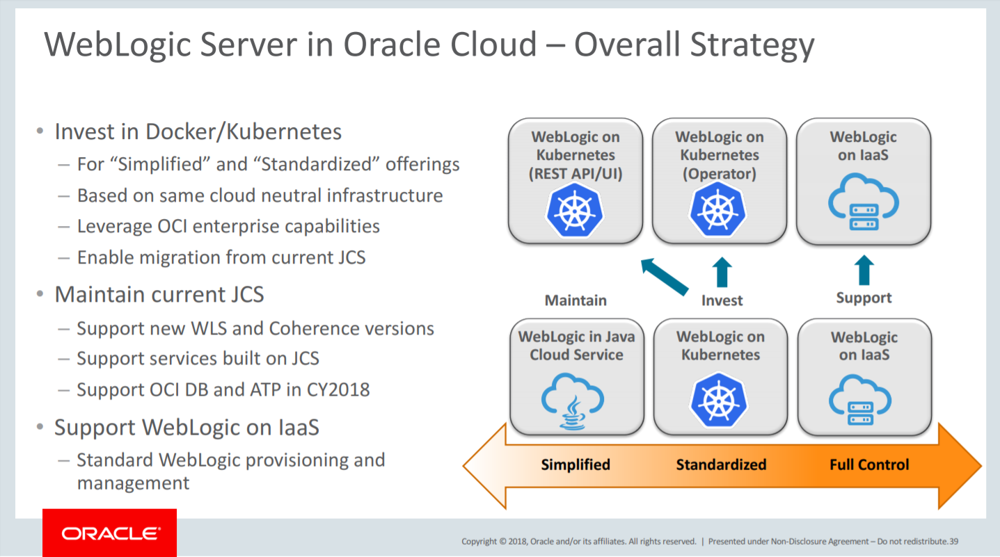 WebLogic Server in Oracle Cloud – Overall Strategy
• Invest in Docker/Kubernetes
– For “Simplified” and “Standardized” offerings
– Based on same cloud neutral infrastructure
– Leverage OCI enterprise capabilities
– Enable migration from current JCS
• Maintain current JCS
– Support new WLS and Coherence versions
– Support services built on JCS
– Support OCI DB and ATP in CY2018
• Support WebLogic on IaaS
– Standard WebLogic provisioning and
management
WebLogic on
Kubernetes
(REST API/UI)
WebLogic on
Kubernetes
(Operator)
WebLogic
on IaaS
Maintain
Invest
Support
WebLogic in Java
Cloud Service
WebLogic on
Kubernetes
WebLogic
on IaaS
Simplified
Standardized
Full Control
ORACLE®
Copyright © 2018, Oracle and/or its affiliates. All rights reserved. | Presented under Non-Disclosure Agreement – Do not redistribute. 39